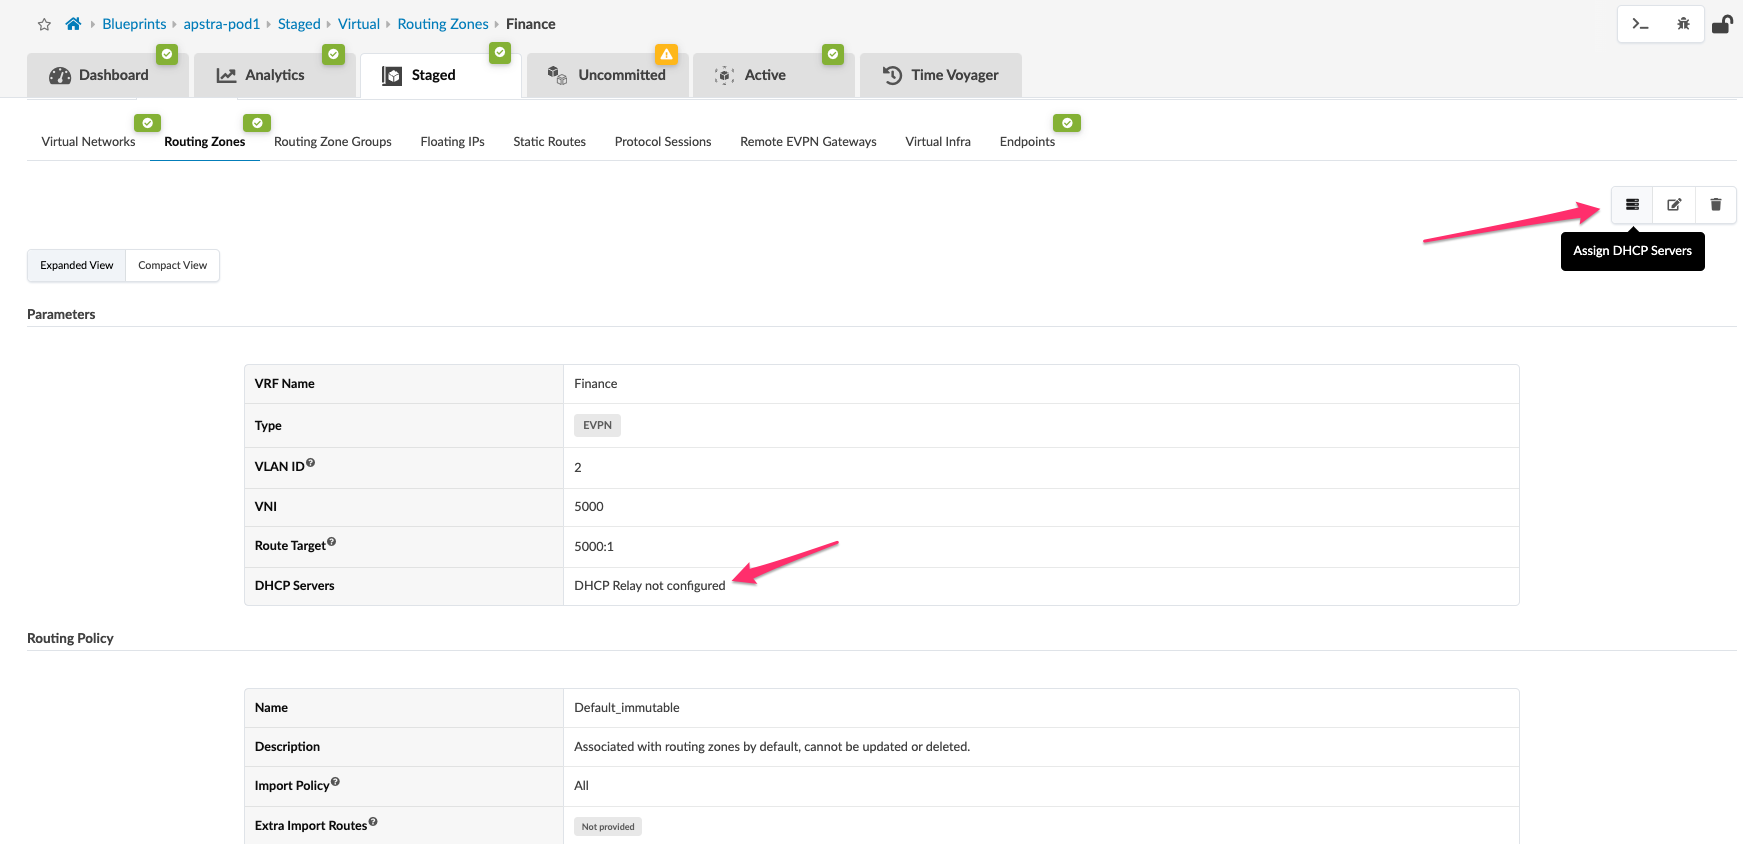 Blueprints apstra-pod1 Staged Virtual Routing Zones Finance
Dashboard Analytics Staged Uncommitted Active Time Voyager
Virtual Networks Routing Zones Routing Zone Groups Floating IPs Static Routes Protocol Sessions Remote EVPN Gateways Virtual Infra Endpoints
Assign DHCP Servers
Expanded View Compact View
Parameters
VRF Name Finance
Type EVPN
VLAN ID 2
VNI 5000
Route Target 5000:1
DHCP Servers DHCP Relay not configured
Routing Policy
Name Default_immutable
Description Associated with routing zones by default, cannot be updated or deleted.
Import Policy All
Extra Import Routes Not provided